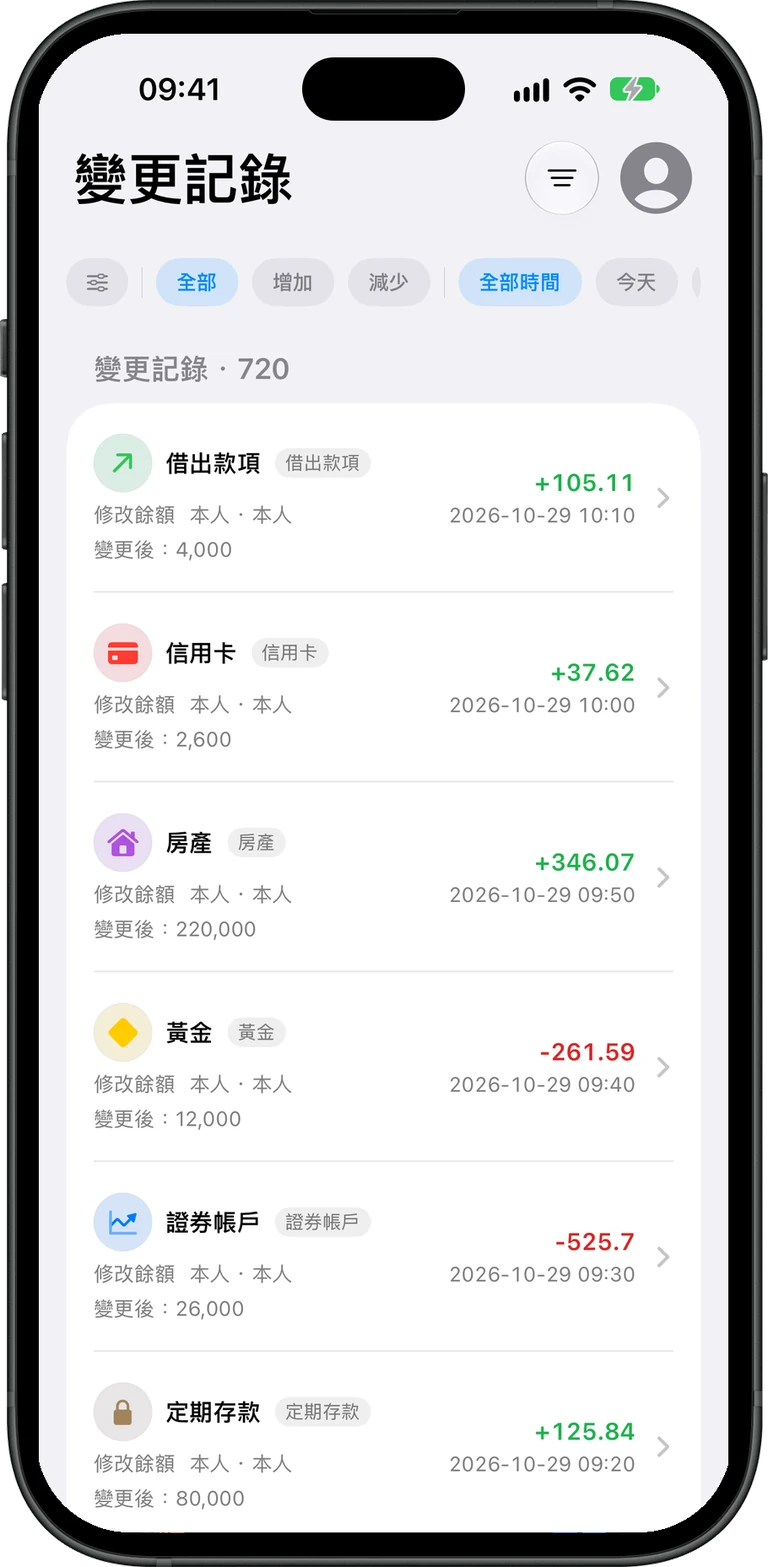 09:41
變更記錄
全部 增加 減少 全部時間 今天
變更記錄 · 720
借出款項 借出款項
+105.11
修改餘額 本人 · 本人
2026-10-29 10:10
變更後：4,000
信用卡 信用卡
+37.62
修改餘額 本人 · 本人
2026-10-29 10:00
變更後：2,600
房產 房產
+346.07
修改餘額 本人 · 本人
2026-10-29 09:50
變更後：220,000
黃金 黃金
-261.59
修改餘額 本人 · 本人
2026-10-29 09:40
變更後：12,000
證券帳戶 證券帳戶
-525.7
修改餘額 本人 · 本人
2026-10-29 09:30
變更後：26,000
定期存款 定期存款
+125.84
修改餘額 本人 · 本人
2026-10-29 09:20
變更後：80,000